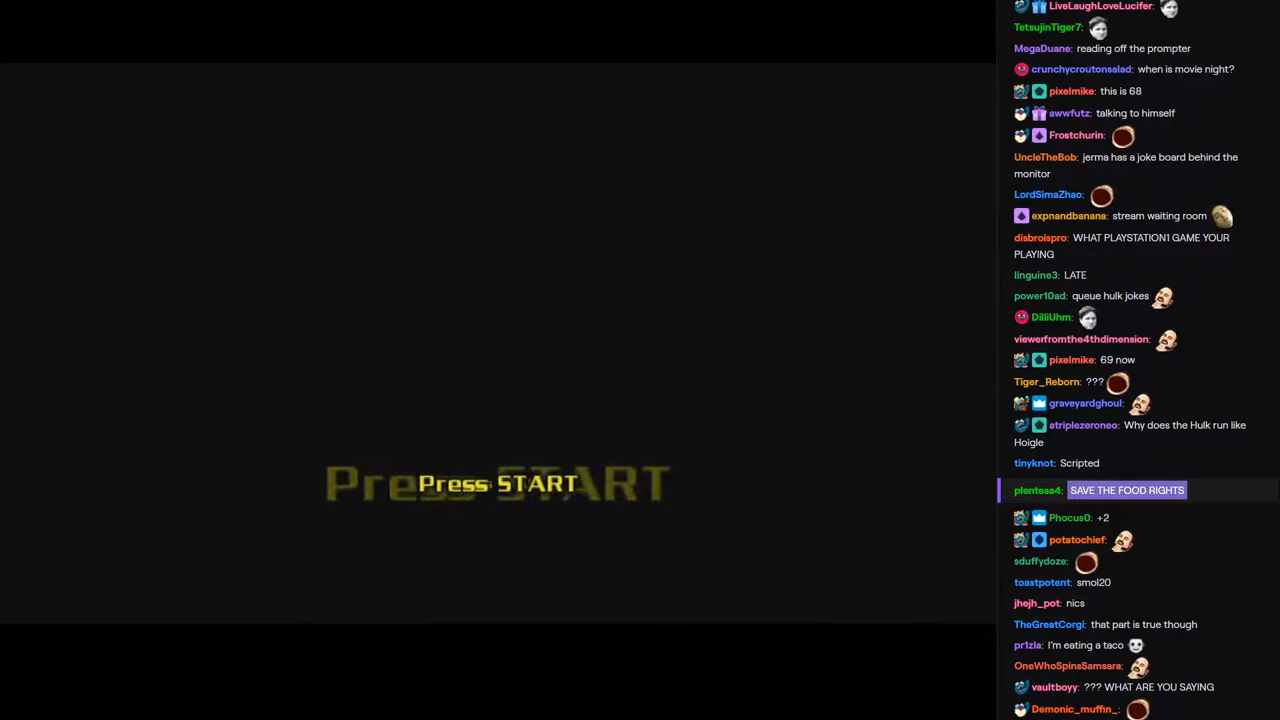 Press START
Press START
LiveLaughLoveLucifer:
TetsujinTiger7:
MegaDuane: reading off the prompter
crunchycroutonsalad: when is movie night?
pixelmike: this is 68
awwfutz: talking to himself
Frostchurin:
UncleTheBob: jerma has a joke board behind the
monitor
LordSimaZhao:
expnandbanana: stream waiting room
disbroispro: WHAT PLAYSTATION1 GAME YOUR
PLAYING
linguine3: LATE
power10ad: queue hulk jokes
DilliUhm:
viewerfromthe4thdimension:
pixelmike: 69 now
Tiger_Reborn: ???
graveyardghoul:
atriplezeroneo: Why does the Hulk run like
Hoigle
tinyknot: Scripted
plentesa4: SAVE THE FOOD RIGHTS
Phocus0: +2
potatochief:
sduffydoze:
toastpotent: smol20
jhejh_pot: nics
TheGreatCorgi: that part is true though
pr1zla: I'm eating a taco
OneWhoSpinsSamsara:
vaultboyy: ??? WHAT ARE YOU SAYING
Demonic_muffin_: